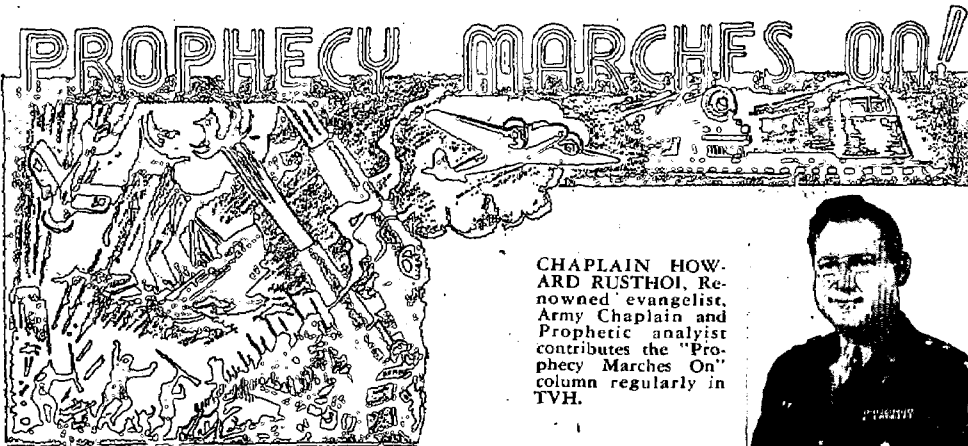 PROPHECY MARCHES ON!
CHAPLAIN HOW-
ARD RUSTHOI, Re-
nowned evangelist,
Army Chaplain and
Prophetic analyist
contributes the "Pro-
phecy Marches On"
column regularly in
TVH.